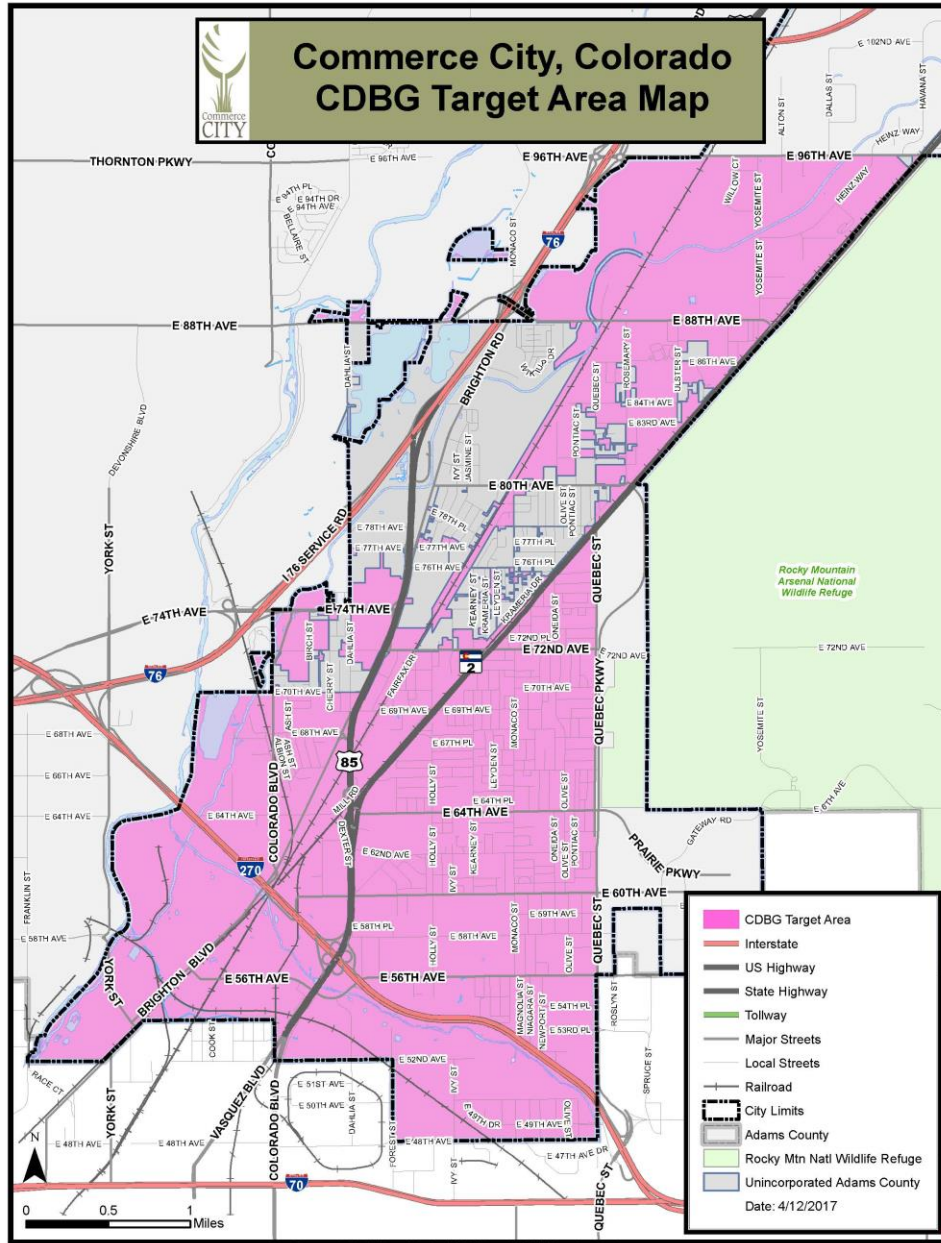 Commerce City, Colorado
CDBG Target Area Map
Commerce
CITY
E 102ND AVE
ALTON ST
DALLAS ST
HAVANA ST
HEINZ WAY
THORNTON PKWY
E 96TH AVE
E 96TH AVE
E 96TH AVE
WILLOW CT
YOSEMITE ST
HEINZ WAY
E 94TH PL
E 94TH DR
E 94TH AVE
BELLAIRE ST
MONACO ST
76
YOSEMITE ST
E 88TH AVE
E 88TH AVE
DAHLIA ST
BRIGHTON RD
QUEBEC ST
ROSEMARY ST
ULSTER ST
E 86TH AVE
E 84TH AVE
E 83RD AVE
PONTIAC ST
DEVONSHIRE BLVD
IVY ST
JASMINE ST
E 80TH AVE
OLIVE ST
PONTIAC ST
YORK ST
I 76 SERVICE RD
E 78TH AVE
E 78TH PL
E 77TH AVE
E 77TH AVE
E 77TH PL
E 76TH AVE
E 76TH PL
QUEBEC ST
Rocky Mountain
Arsenal National
Wildlife Refuge
KEARNEY ST
KRAMERIA ST
LEYDEN ST
KRAMERIA DR
ONEIDA ST
E 74TH AVE
E 74TH AVE
BIRCH ST
DAHLIA ST
E 72ND PL
E 72ND AVE
E 72ND AVE
E 72ND AVE
2
76
CHERRY ST
FAIRFAX DR
E 70TH AVE
E 70TH AVE
QUEBEC PKWY
E 69TH AVE
E 69TH AVE
ASH ST
MONACO ST
YOSEMITE ST
E 68TH AVE
E 68TH AVE
E 67TH PL
ASH ST
ALBION ST
85
LEYDEN ST
HOLLY ST
E 66TH AVE
COLORADO BLVD
MILL RD
E 64TH PL
OLIVE ST
E 6TH AVE
E 64TH AVE
E 64TH AVE
E 64TH AVE
GATEWAY RD
DEXTER ST
PRAIRIE PKWY
E 62ND AVE
HOLLY ST
KEARNEY ST
ONEIDA ST
OLIVE ST
PONTIAC ST
270
IVY ST
E 60TH AVE
FRANKLIN ST
E 59TH AVE
E 58TH AVE
E 58TH PL
E 58TH AVE
HOLLY ST
MONACO ST
OLIVE ST
QUEBEC ST
YORK ST
BRIGHTON BLVD
E 56TH AVE
E 56TH AVE
MAGNOLIA ST
NIAGARA ST
NEWPORT ST
E 54TH PL
E 53RD PL
ROSLYN ST
COOK ST
E 52ND AVE
RACE CT
E 51ST AVE
E 50TH AVE
IVY ST
SPRUCE ST
YORK ST
VASQUEZ BLVD
COLORADO BLVD
DAHLIA ST
FOREST ST
E 49TH DR
E 49TH AVE
OLIVE ST
N
E 48TH AVE
E 48TH AVE
E 48TH AVE
E 47TH AVE DR
IVY ST
QUEBEC ST
70
0 0.5 1
Miles
CDBG Target Area
Interstate
US Highway
State Highway
Tollway
Major Streets
Local Streets
Railroad
City Limits
Adams County
Rocky Mtn Natl Wildlife Refuge
Unincorporated Adams County
Date: 4/12/2017